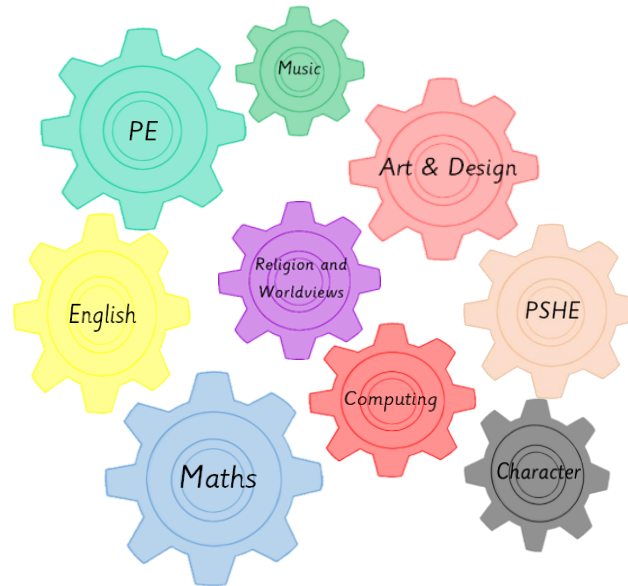 Music
PE
Art & Design
Religion and
Worldviews
English
PSHE
Computing
Maths
Character